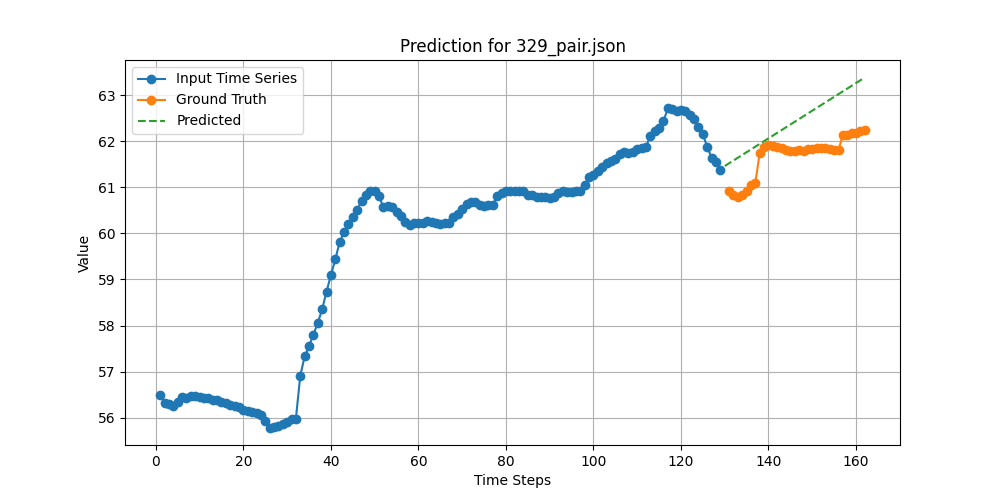 Prediction for 329_pair.json
Input Time Series
Ground Truth
Predicted
63
62
61
60
59
58
57
56
Value
0 20 40 60 80 100 120 140 160
Time Steps